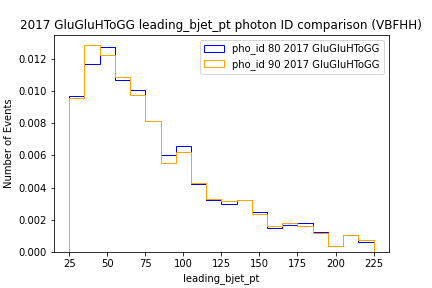 2017 GluGluHToGG leading_bjet_pt photon ID comparison (VBFHH)
pho_id 80 2017 GluGluHToGG
pho_id 90 2017 GluGluHToGG
Number of Events
0.012
0.010
0.008
0.006
0.004
0.002
0.000
25 50 75 100 125 150 175 200 225
leading_bjet_pt